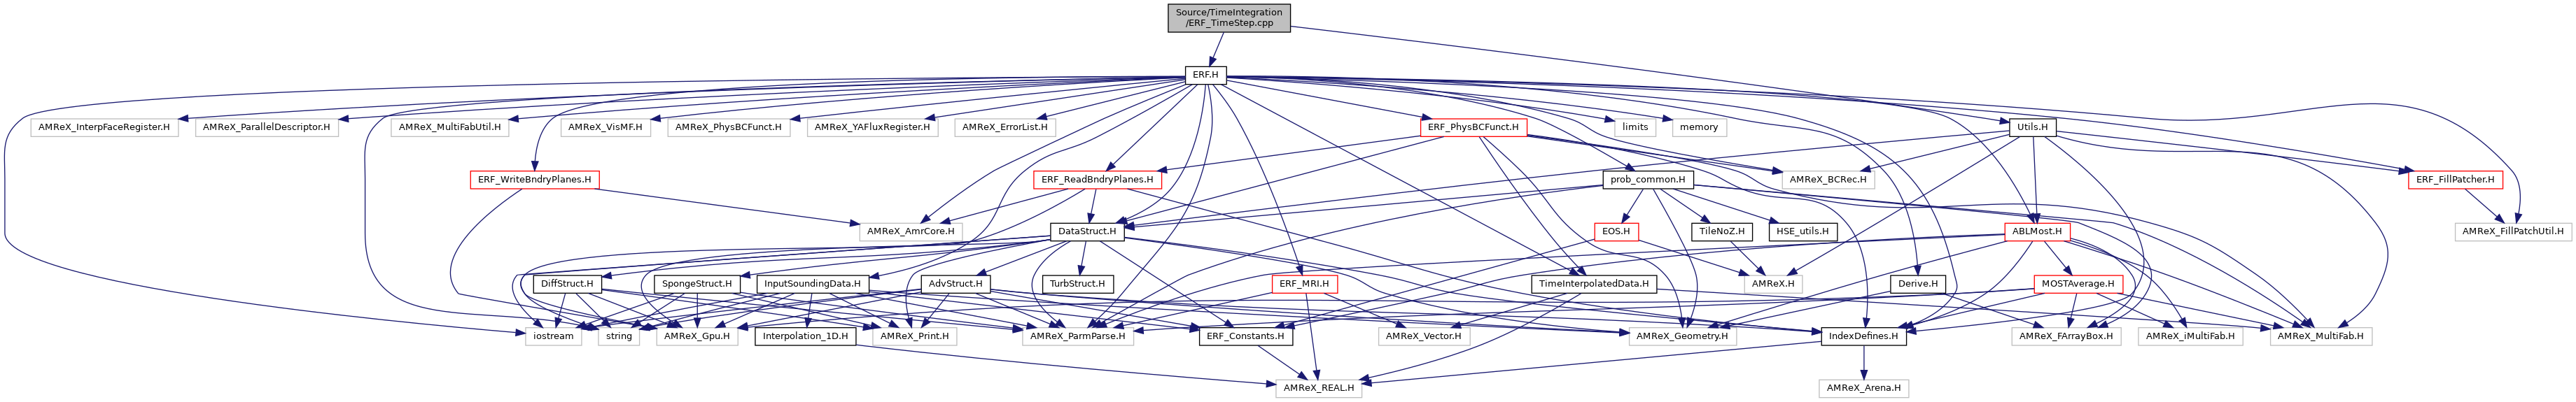 Source/TimeIntegration
/ERF_TimeStep.cpp
ERF.H
AMReX_InterpFaceRegister.H
AMReX_ParallelDescriptor.H
AMReX_MultiFabUtil.H
AMReX_VisMF.H
AMReX_PhysBCFunct.H
AMReX_YAFluxRegister.H
AMReX_ErrorList.H
ERF_PhysBCFunct.H
limits
memory
Utils.H
ERF_WriteBndryPlanes.H
ERF_ReadBndryPlanes.H
prob_common.H
AMReX_BCRec.H
ERF_FillPatcher.H
AMReX_AmrCore.H
DataStruct.H
EOS.H
TileNoZ.H
HSE_utils.H
ABLMost.H
AMReX_FillPatchUtil.H
DiffStruct.H
SpongeStruct.H
InputSoundingData.H
AdvStruct.H
TurbStruct.H
ERF_MRI.H
TimeInterpolatedData.H
AMReX.H
Derive.H
MOSTAverage.H
iostream
string
AMReX_Gpu.H
Interpolation_1D.H
AMReX_Print.H
AMReX_ParmParse.H
ERF_Constants.H
AMReX_Vector.H
AMReX_Geometry.H
IndexDefines.H
AMReX_FArrayBox.H
AMReX_iMultiFab.H
AMReX_MultiFab.H
AMReX_REAL.H
AMReX_Arena.H